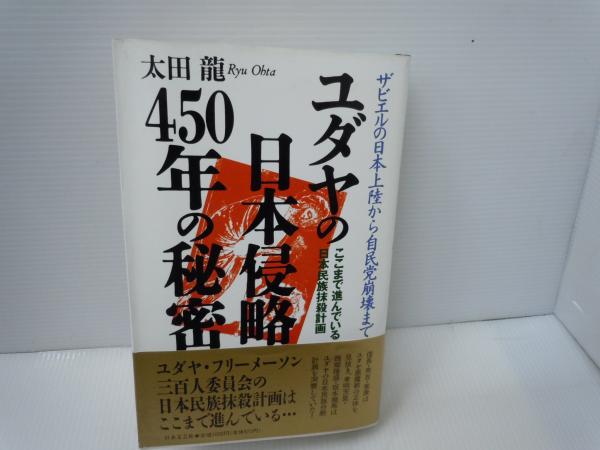 ザビエルの日本上陸から自民党崩壊まで
ユダヤの
日本侵略
450年の秘密
ここまで進んでいる
日本民族抹殺計画
太田 龍 Ryu Ohta
ユダヤ・フリーメーソン
三百人委員会の
日本民族抹殺計画は
ここまで進んでいる…